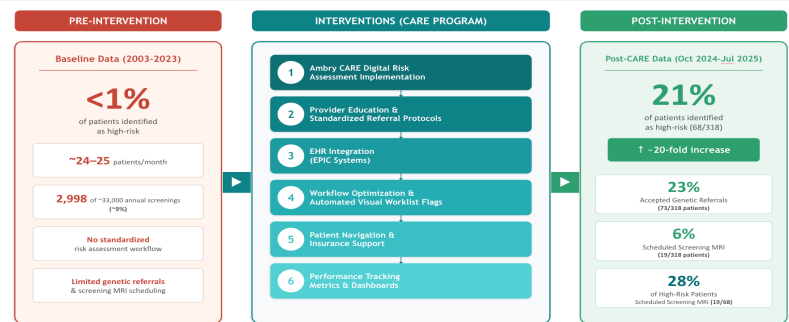 PRE-INTERVENTION
Baseline Data (2003-2023)
<1%
of patients identified
as high-risk
~24–25 patients/month
2,998 of ~33,000 annual screenings
(~9%)
No standardized
risk assessment workflow
Limited genetic referrals
& screening MRI scheduling
INTERVENTIONS (CARE PROGRAM)
1
Ambry CARE Digital Risk
Assessment Implementation
2
Provider Education &
Standardized Referral Protocols
3
EHR Integration
(EPIC Systems)
4
Workflow Optimization &
Automated Visual Worklist Flags
5
Patient Navigation &
Insurance Support
6
Performance Tracking
Metrics & Dashboards
POST-INTERVENTION
Post-CARE Data (Oct 2024-Jul 2025)
21%
of patients identified
as high-risk (68/318)
↑ ~20-fold increase
23%
Accepted Genetic Referrals
(73/318 patients)
6%
Scheduled Screening MRI
(19/318 patients)
28%
of High-Risk Patients
Scheduled Screening MRI (19/68)